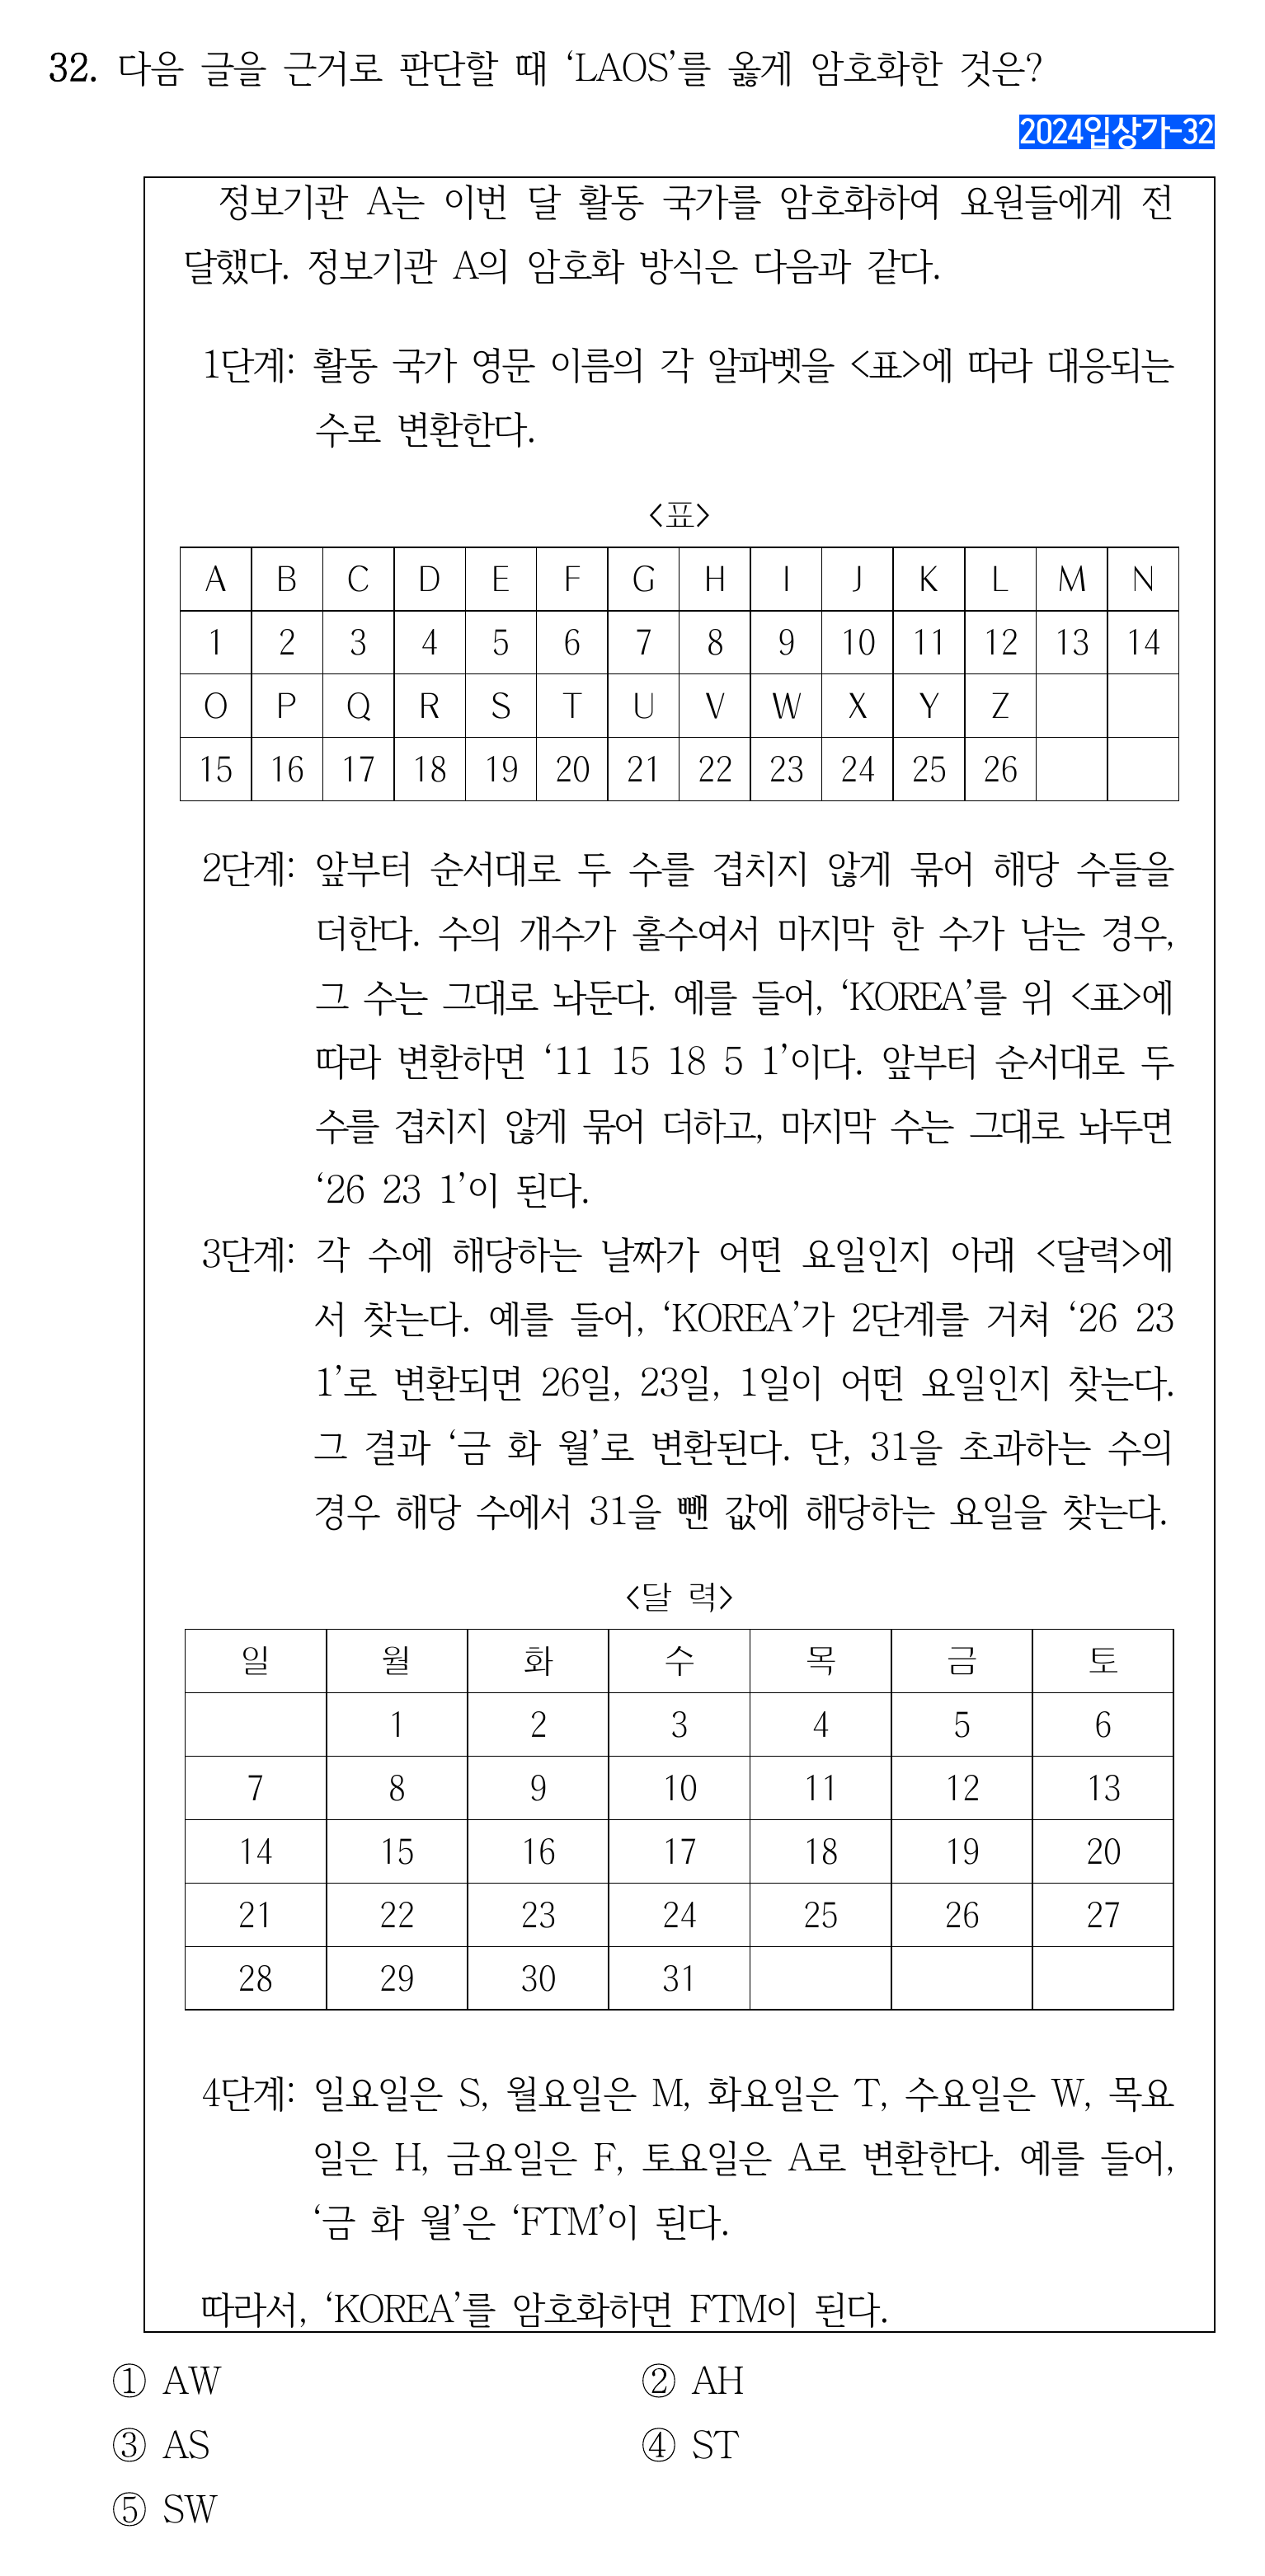 32. 다음 글을 근거로 판단할 때 ‘LAOS’를 옳게 암호화한 것은?
2024입상가-32
정보기관 A는 이번 달 활동 국가를 암호화하여 요원들에게 전
달했다. 정보기관 A의 암호화 방식은 다음과 같다.
1단계: 활동 국가 영문 이름의 각 알파벳을 <표>에 따라 대응되는
수로 변환한다.
<표>
A B C D E F G H I J K L M N
1 2 3 4 5 6 7 8 9 10 11 12 13 14
O P Q R S T U V W X Y Z
15 16 17 18 19 20 21 22 23 24 25 26
2단계: 앞부터 순서대로 두 수를 겹치지 않게 묶어 해당 수들을
더한다. 수의 개수가 홀수여서 마지막 한 수가 남는 경우,
그 수는 그대로 놔둔다. 예를 들어, ‘KOREA’를 위 <표>에
따라 변환하면 ‘11 15 18 5 1’이다. 앞부터 순서대로 두
수를 겹치지 않게 묶어 더하고, 마지막 수는 그대로 놔두면
‘26 23 1’이 된다.
3단계: 각 수에 해당하는 날짜가 어떤 요일인지 아래 <달력>에
서 찾는다. 예를 들어, ‘KOREA’가 2단계를 거쳐 ‘26 23
1’로 변환되면 26일, 23일, 1일이 어떤 요일인지 찾는다.
그 결과 ‘금 화 월’로 변환된다. 단, 31을 초과하는 수의
경우 해당 수에서 31을 뺀 값에 해당하는 요일을 찾는다.
<달 력>
일 월 화 수 목 금 토
1 2 3 4 5 6
7 8 9 10 11 12 13
14 15 16 17 18 19 20
21 22 23 24 25 26 27
28 29 30 31
4단계: 일요일은 S, 월요일은 M, 화요일은 T, 수요일은 W, 목요
일은 H, 금요일은 F, 토요일은 A로 변환한다. 예를 들어,
‘금 화 월’은 ‘FTM’이 된다.
따라서, ‘KOREA’를 암호화하면 FTM이 된다.
① AW ② AH
③ AS ④ ST
⑤ SW